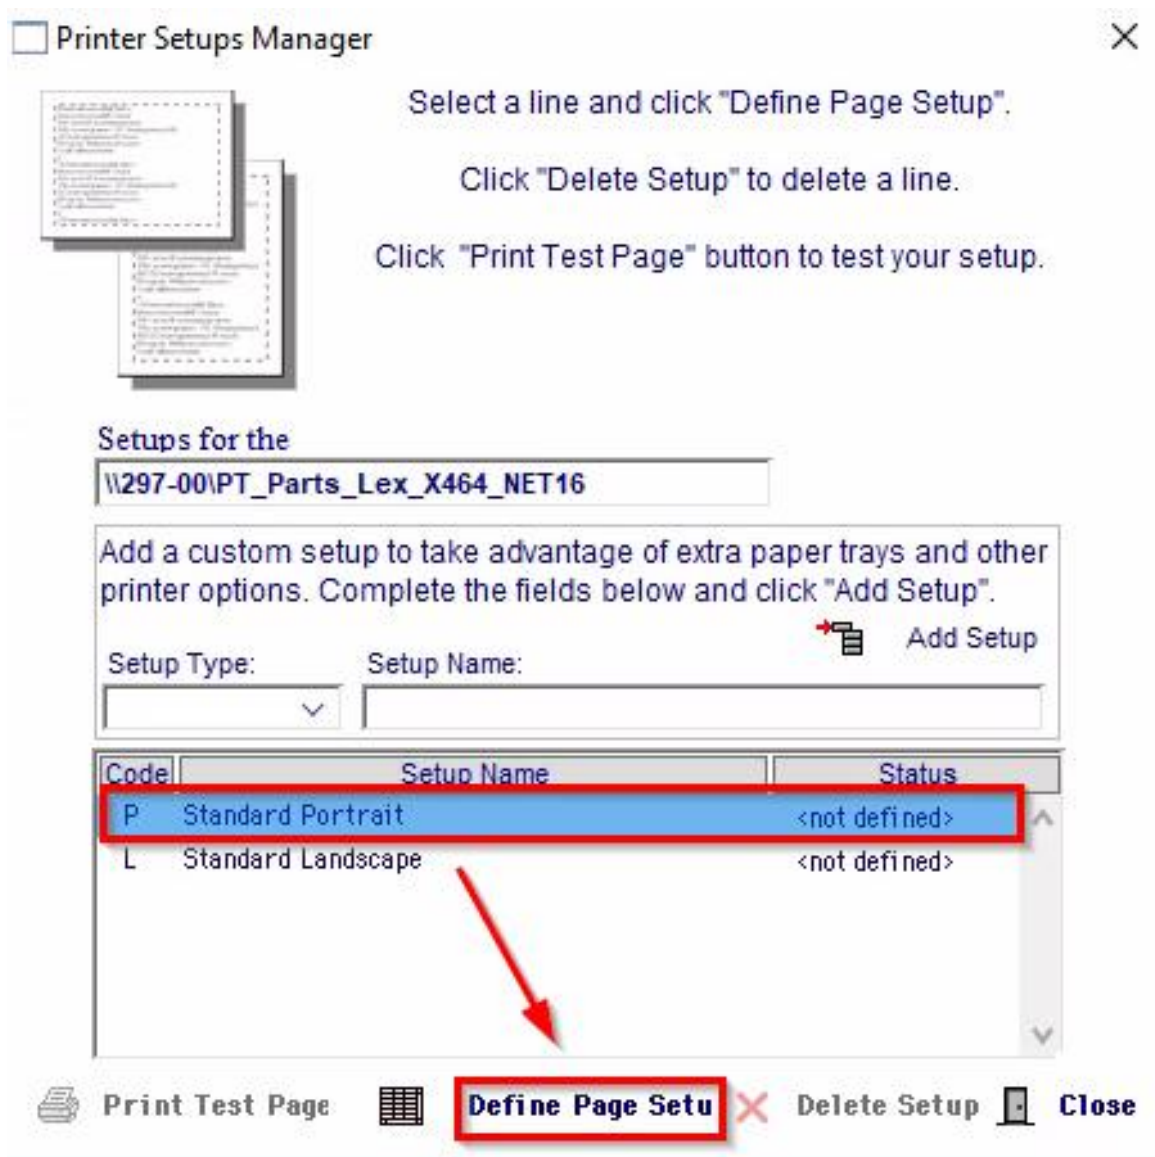 Printer Setups Manager
Select a line and click "Define Page Setup".
Click "Delete Setup" to delete a line.
Click "Print Test Page" button to test your setup.
Setups for the
\\297-00\PT_Parts_Lex_X464_NET16
Add a custom setup to take advantage of extra paper trays and other
printer options. Complete the fields below and click "Add Setup".
Add Setup
Setup Type: Setup Name:
Code Setup Name Status
P Standard Portrait <not defined>
L Standard Landscape <not defined>
Print Test Page Define Page Setu Delete Setup Close